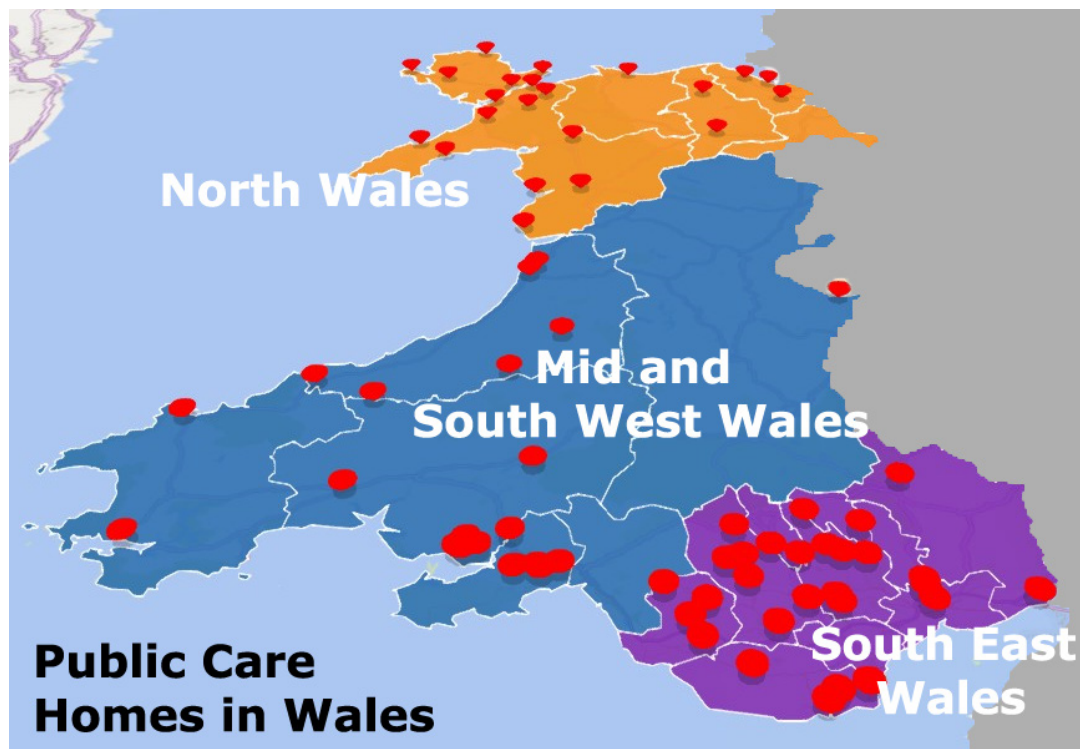 North Wales
Mid and
South West Wales
South East
Wales
Public Care
Homes in Wales